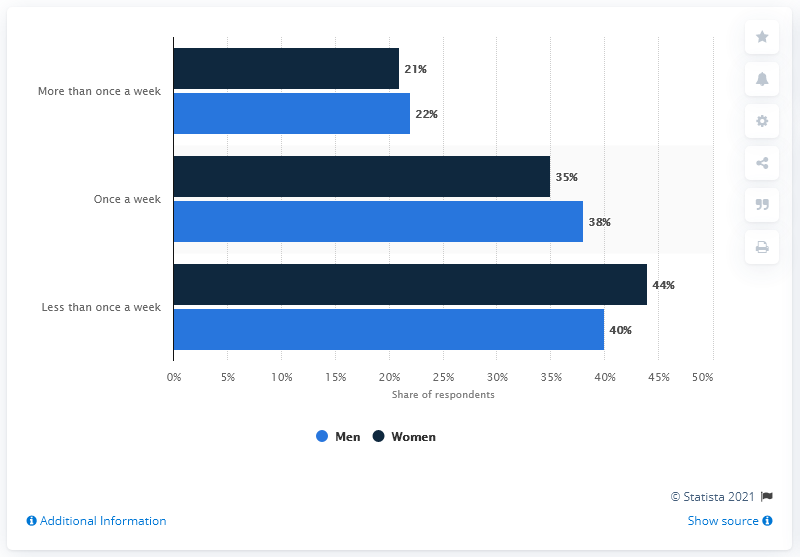 More than once a week
21%
22%
Once a week
35%
38%
Less than once a week
44%
40%
0% 5% 10% 15% 20% 25% 30% 35% 40% 45% 50%
Share of respondents
Men Women
© Statista 2021
Additional Information Show source